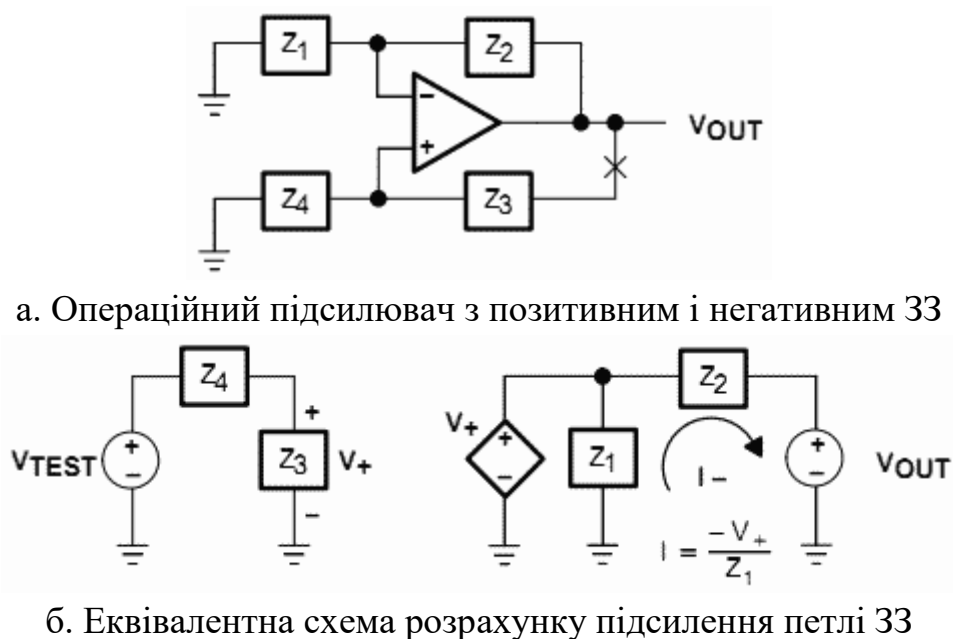 Z1 Z2
− +
VOUT
Z4 Z3
а. Операційний підсилювач з позитивним і негативним ЗЗ
Z4 Z2
VTEST + − + Z3 V+ −
V+ + − Z1 I − + − VOUT
I = −V+ / Z1
б. Еквівалентна схема розрахунку підсилення петлі ЗЗ